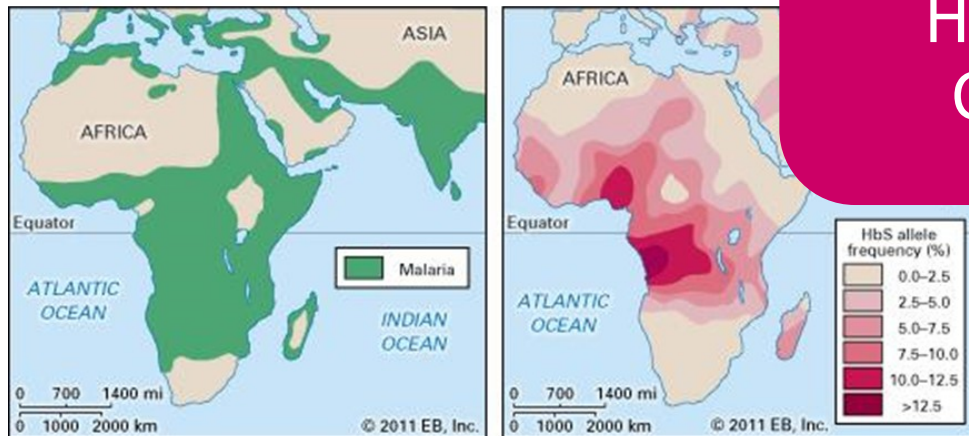 ASIA
AFRICA
Equator
Malaria
ATLANTIC
OCEAN
INDIAN
OCEAN
0 700 1400 mi
0 1000 2000 km
© 2011 EB, Inc.
AFRICA
Equator
ATLANTIC
OCEAN
HbS allele
frequency (%)
0.0–2.5
2.5–5.0
5.0–7.5
7.5–10.0
10.0–12.5
>12.5
0 700 1400 mi
0 1000 2000 km
© 2011 EB, Inc.
H